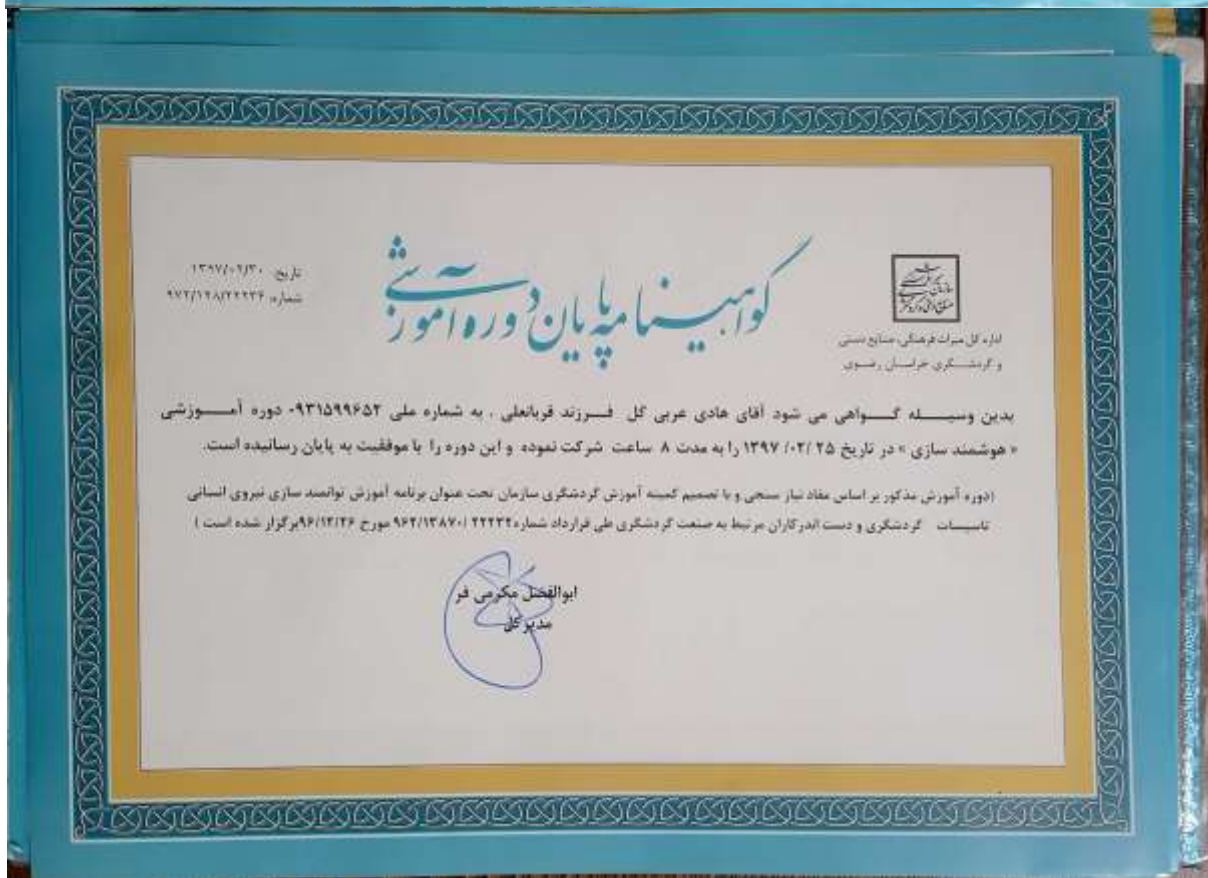 تاریخ: ۱۳۹۷/۰۲/۳۰
شماره: ۹۷۲/۱۲۸/۲۲۲۳۶
گواهینامه پایان دوره آموزشی
اداره کل میراث فرهنگی، صنایع دستی
و گردشگری خراسان رضوی
بدین وسیله گواهی می شود آقای هادی عربی گل فرزند قربانعلی ، به شماره ملی ۰۹۳۱۵۹۹۶۵۲ دوره آموزشی
« هوشمند سازی » در تاریخ ۲۵ /۰۲/ ۱۳۹۷ را به مدت ۸ ساعت شرکت نموده و این دوره را با موفقیت به پایان رسانیده است.
(دوره آموزش مذکور بر اساس مفاد نیاز سنجی و با تصمیم کمیته آموزش گردشگری سازمان تحت عنوان برنامه آموزش توانمند سازی نیروی انسانی
تاسیسات گردشگری و دست اندرکاران مرتبط به صنعت گردشگری طی قرارداد شماره ۹۶۲/۱۳۸۷۰/ ۲۲۲۳۲ مورخ ۹۶/۱۲/۲۶ برگزار شده است )
ابوالفضل مکرمی فر
مدیر کل